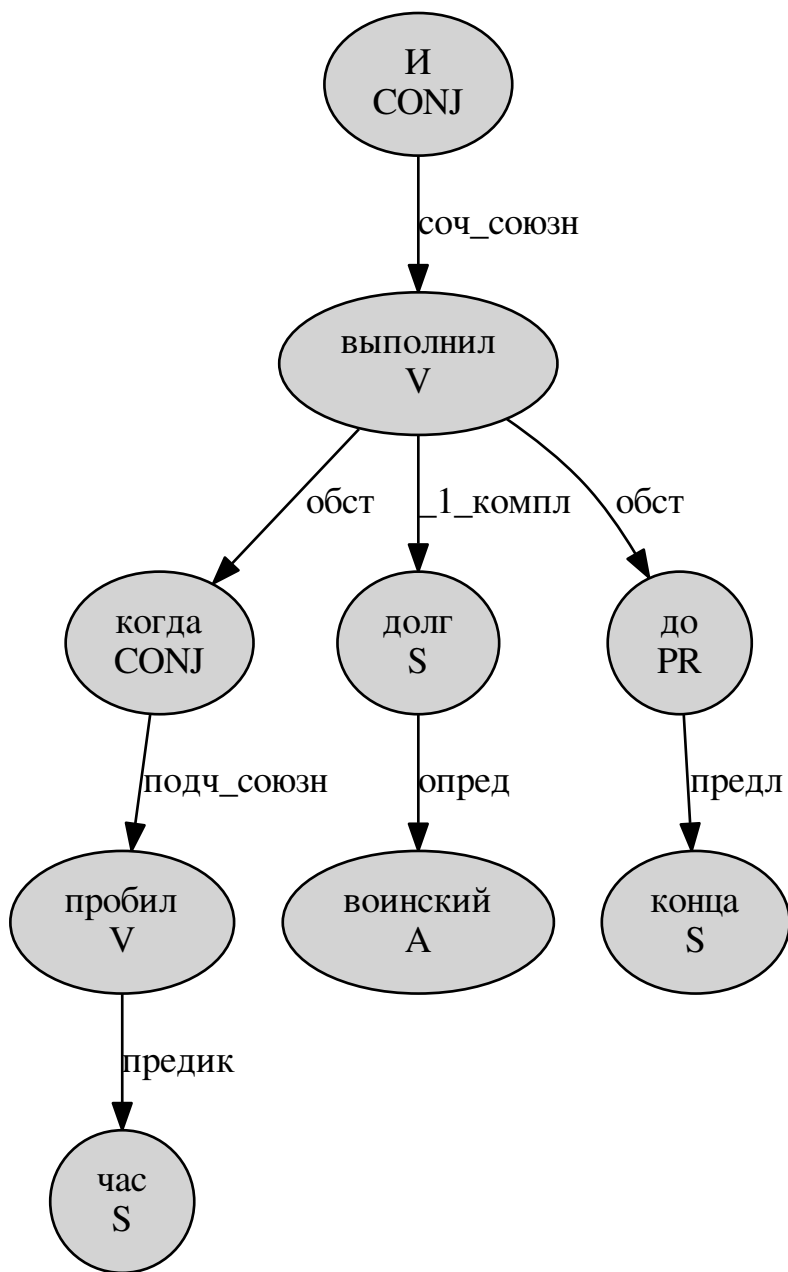 И
CONJ
соч_союзн
выполнил
V
обст
_1_компл
обст
когда
CONJ
долг
S
до
PR
подч_союзн
опред
предл
пробил
V
воинский
A
конца
S
предик
час
S